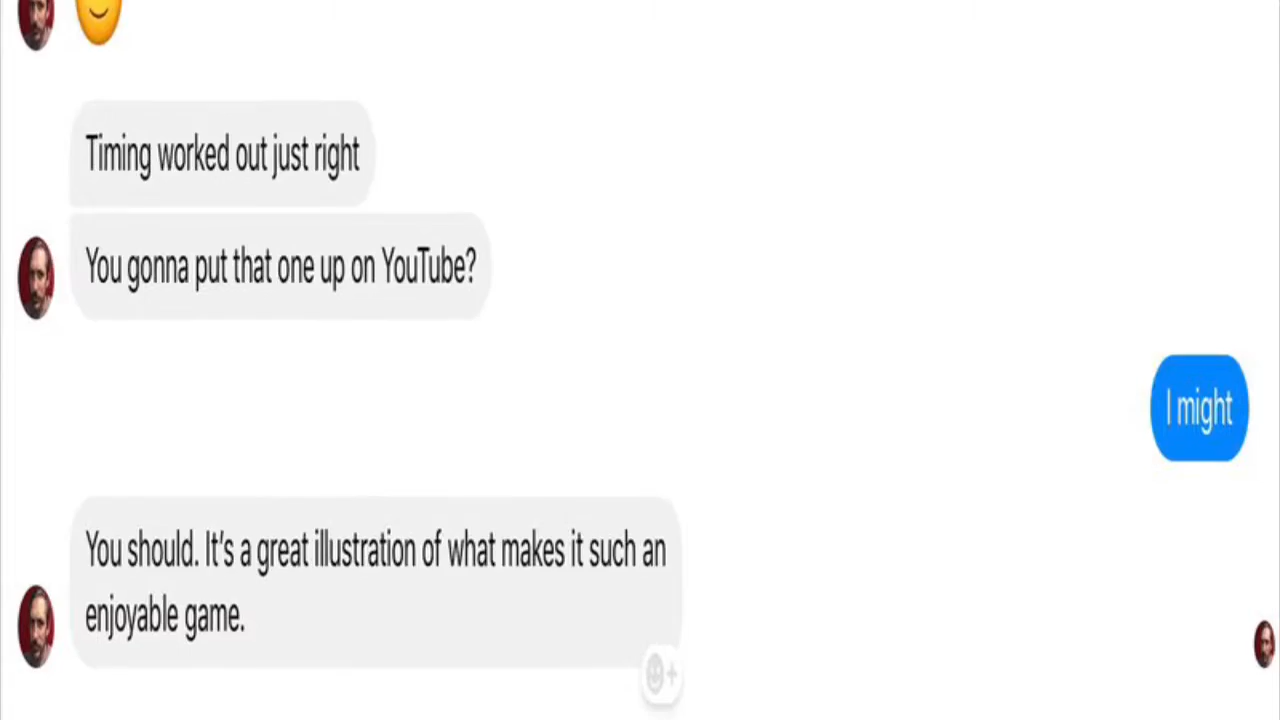 Timing worked out just right
You gonna put that one up on YouTube?
I might
You should. It's a great illustration of what makes it such an
enjoyable game.